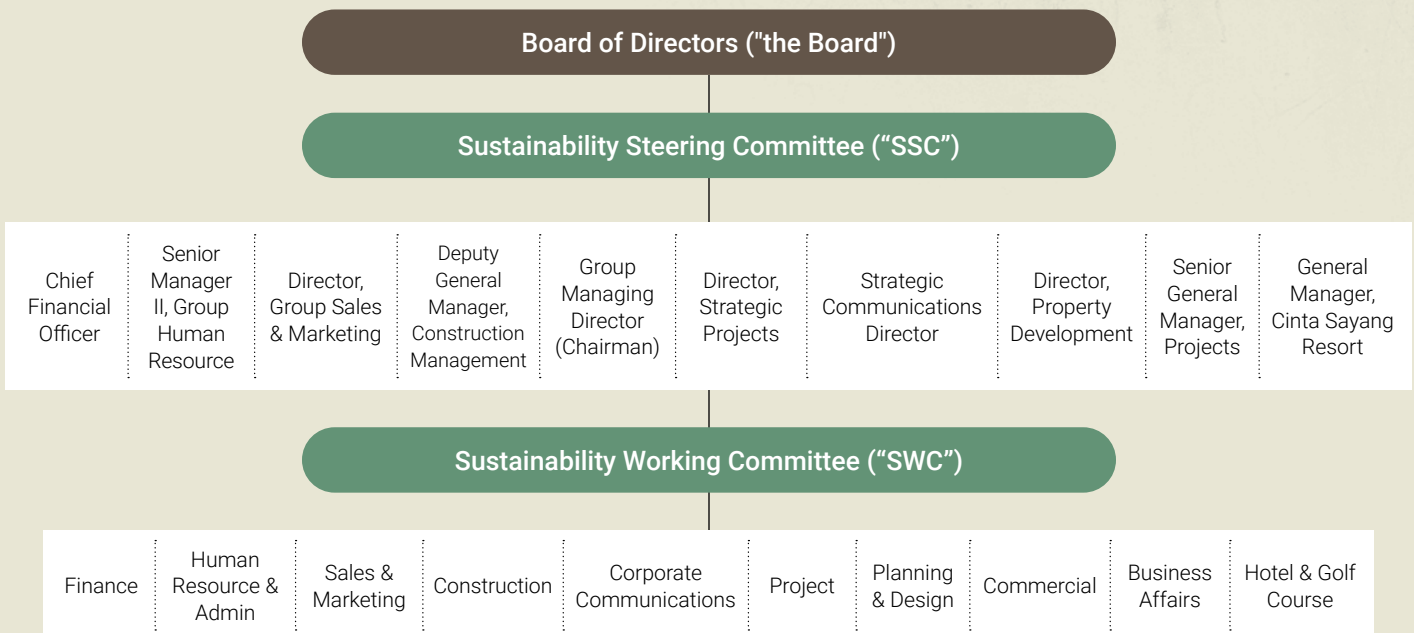 Board of Directors ("the Board")
Sustainability Steering Committee (“SSC”)
Chief
Financial
Officer
Senior
Manager
II, Group
Human
Resource
Director,
Group Sales
& Marketing
Deputy
General
Manager,
Construction
Management
Group
Managing
Director
(Chairman)
Director,
Strategic
Projects
Strategic
Communications
Director
Director,
Property
Development
Senior
General
Manager,
Projects
General
Manager,
Cinta Sayang
Resort
Sustainability Working Committee (“SWC”)
Finance
Human
Resource &
Admin
Sales &
Marketing
Construction
Corporate
Communications
Project
Planning
& Design
Commercial
Business
Affairs
Hotel & Golf
Course